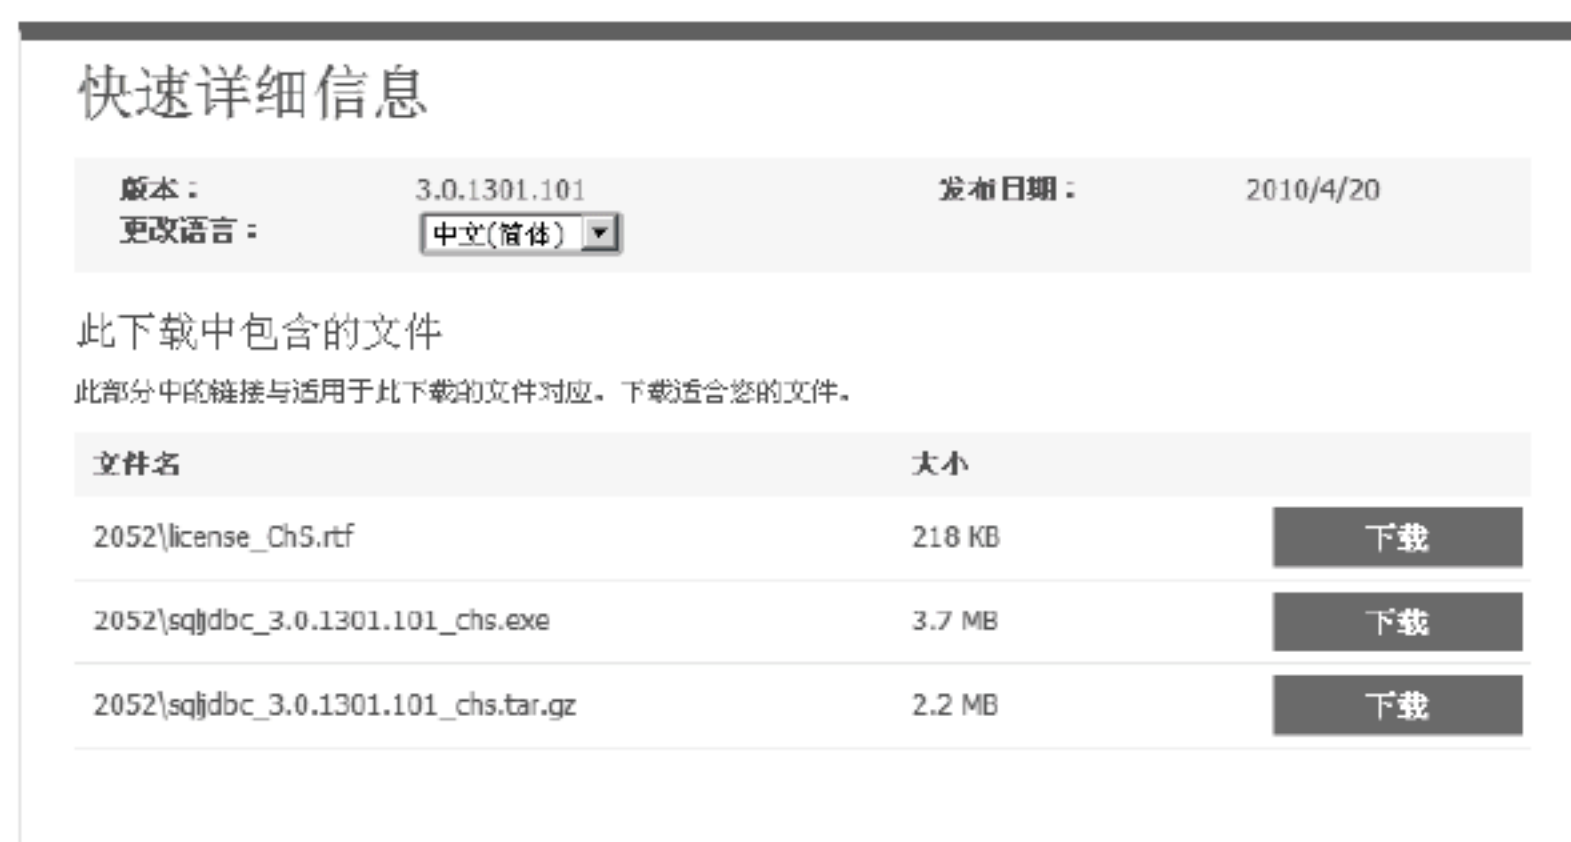 快速详细信息
版本： 3.0.1301.101 发布日期： 2010/4/20
更改语言： 中文(简体)
此下载中包含的文件
此部分中的链接与适用于此下载的文件对应。下载适合您的文件。
文件名 大小
2052\license_ChS.rtf 218 KB 下载
2052\sqljdbc_3.0.1301.101_chs.exe 3.7 MB 下载
2052\sqljdbc_3.0.1301.101_chs.tar.gz 2.2 MB 下载